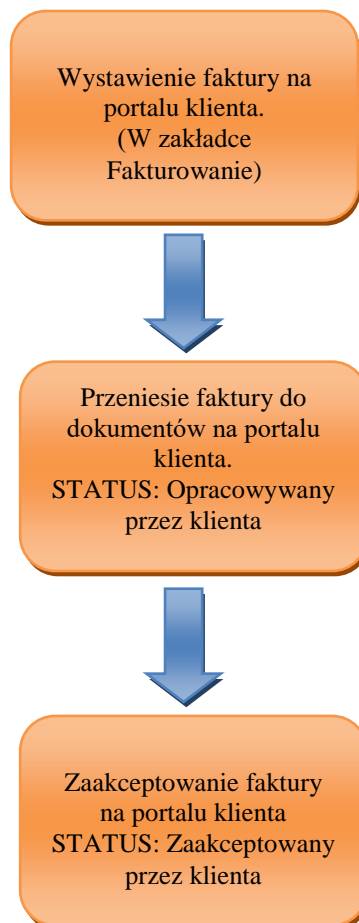 Wystawienie faktury na
portalu klienta.
(W zakładce
Fakturowanie)
Przeniesie faktury do
dokumentów na portalu
klienta.
STATUS: Opracowywany
przez klienta
Zaakceptowanie faktury
na portalu klienta
STATUS: Zaakceptowany
przez klienta